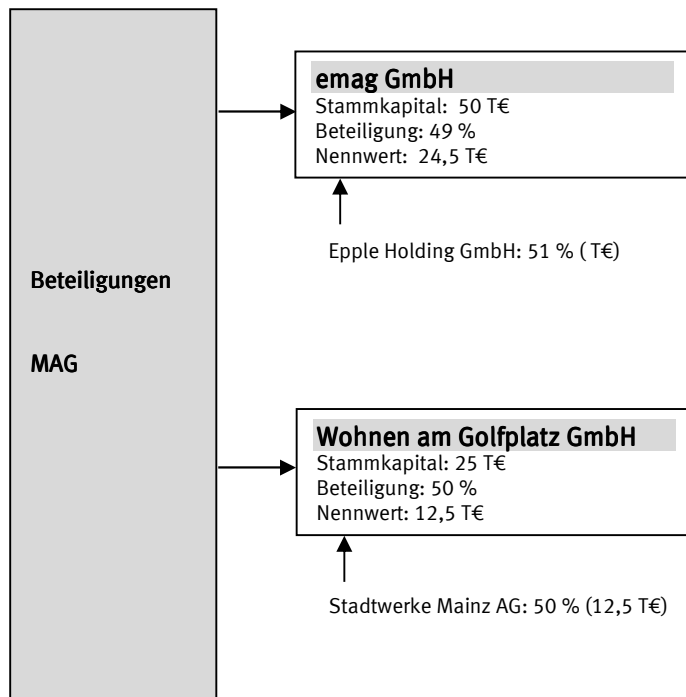 emag GmbH
Stammkapital: 50 T€
Beteiligung: 49 %
Nennwert: 24,5 T€
Epple Holding GmbH: 51 % ( T€)
Beteiligungen
MAG
Wohnen am Golfplatz GmbH
Stammkapital: 25 T€
Beteiligung: 50 %
Nennwert: 12,5 T€
Stadtwerke Mainz AG: 50 % (12,5 T€)